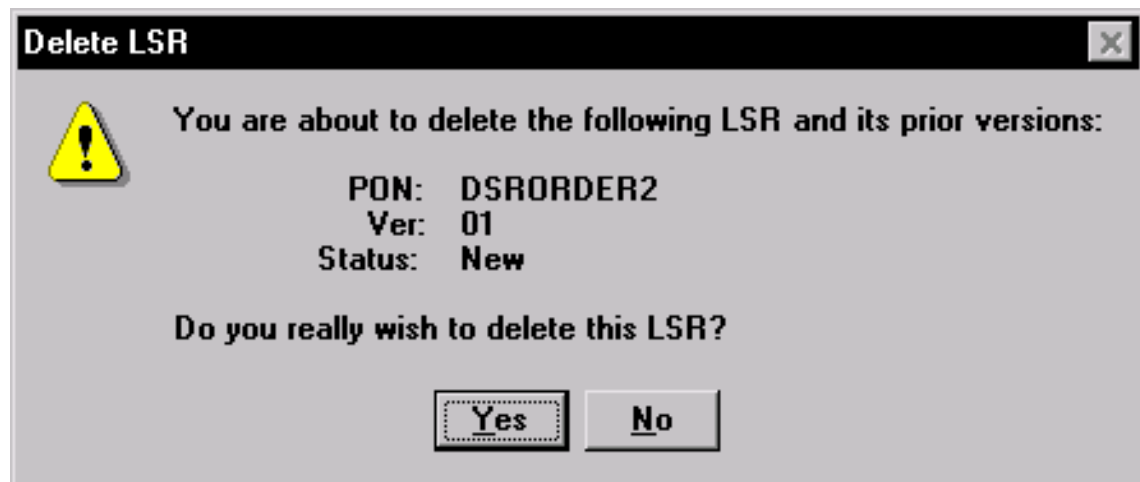 Delete LSR
You are about to delete the following LSR and its prior versions:
PON: DSRORDER2
Ver: 01
Status: New
Do you really wish to delete this LSR?
Yes No